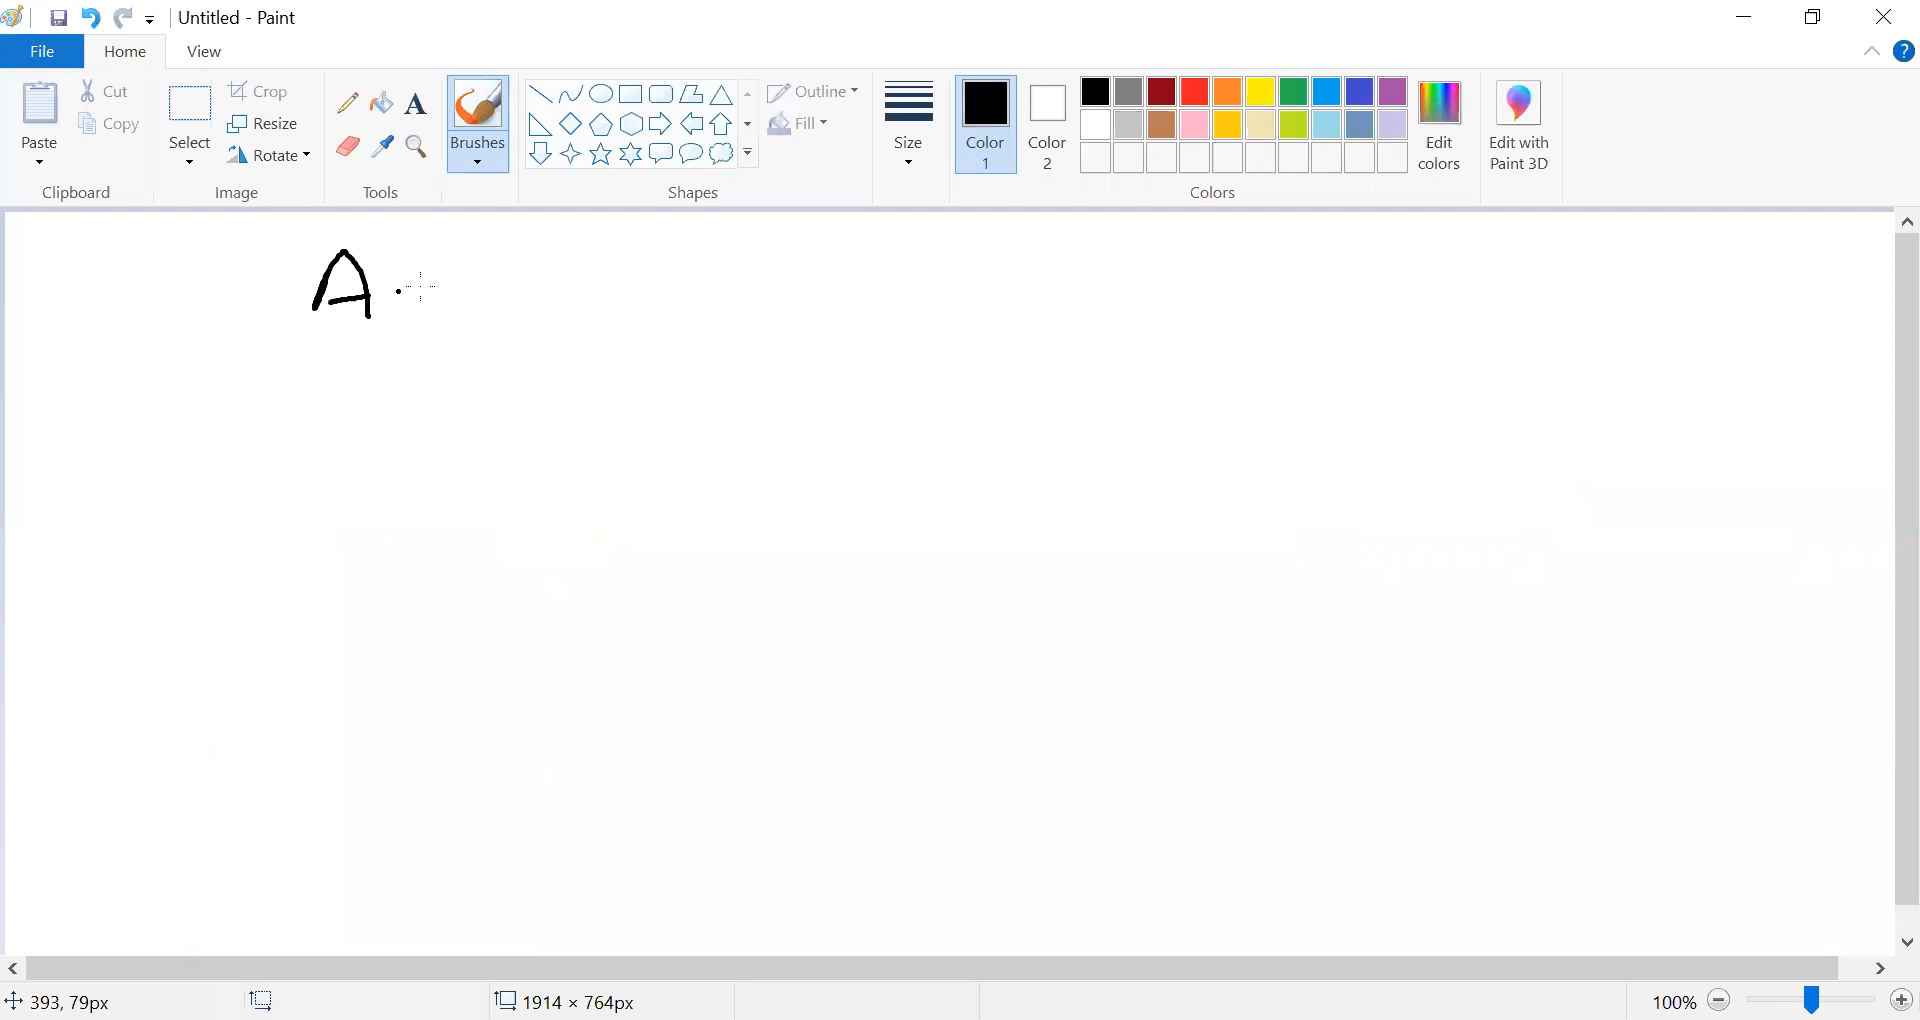 Untitled - Paint
File Home View
Paste Cut Copy Clipboard
Select Crop Resize Rotate Image
A Tools
Brushes
Shapes
Outline Fill
Size
Color 1 Color 2
Edit colors
Colors
Edit with Paint 3D
?
A .
393, 79px 1914 × 764px 100%